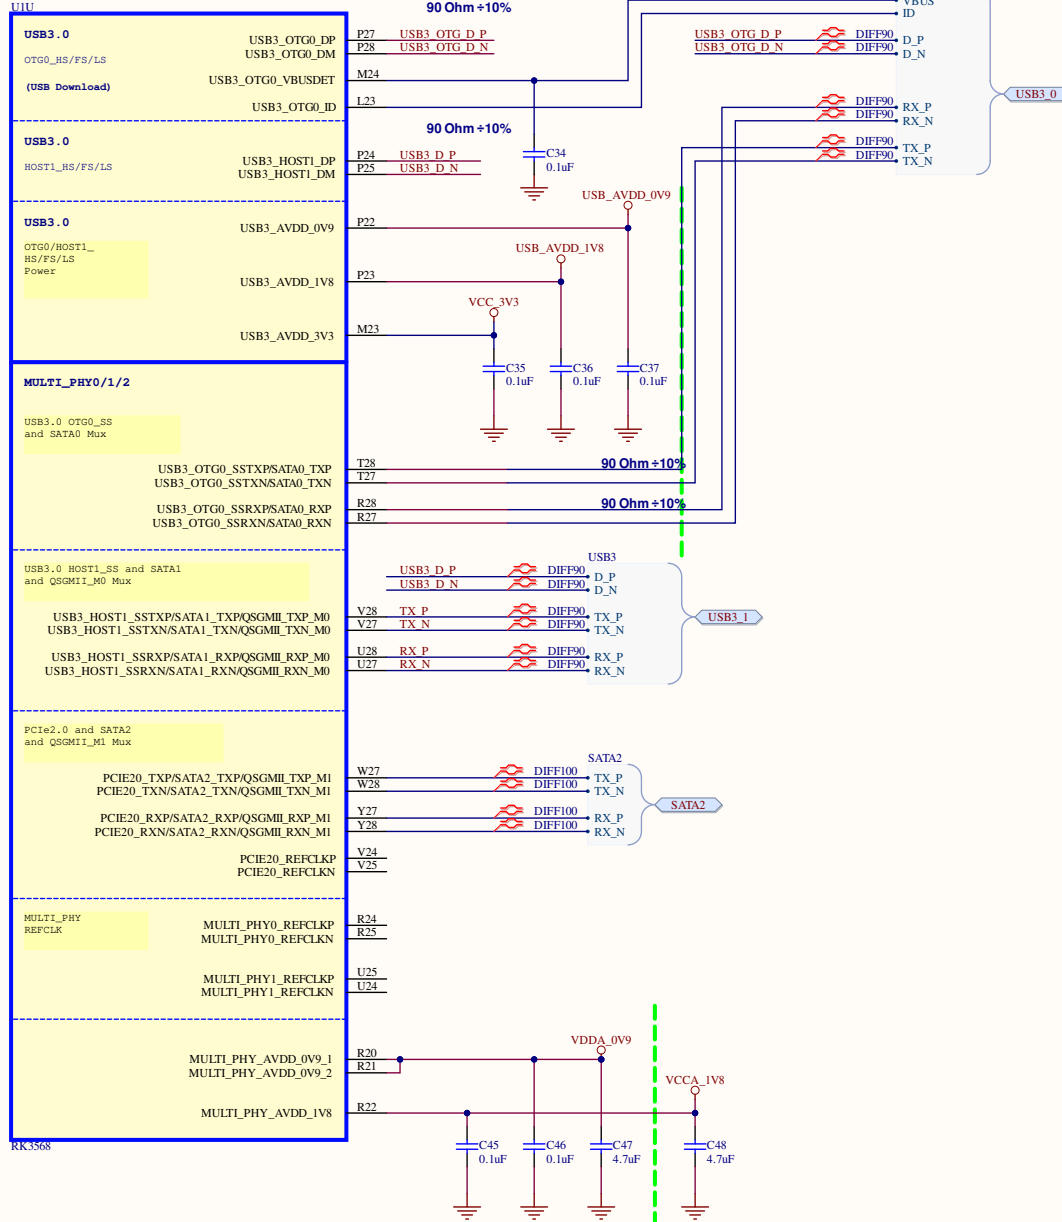 U1U
90 Ohm ÷10%
VBUS
ID
USB3.0
OTG0_HS/FS/LS
(USB Download)
USB3_OTG0_DP P27 USB3_OTG_D_P
USB3_OTG0_DM P28 USB3_OTG_D_N
USB3_OTG_D_P DIFF90 D_P
USB3_OTG_D_N DIFF90 D_N
USB3_OTG0_VBUSDET M24
USB3_OTG0_ID L23
DIFF90 RX_P
DIFF90 RX_N
DIFF90 TX_P
DIFF90 TX_N
USB3_0
90 Ohm ÷10%
USB3.0
HOST1_HS/FS/LS
USB3_HOST1_DP P24 USB3_D_P
USB3_HOST1_DM P25 USB3_D_N
C34
0.1uF
USB_AVDD_0V9
USB3.0
OTG0/HOST1_
HS/FS/LS
Power
USB3_AVDD_0V9 P22
USB_AVDD_1V8
USB3_AVDD_1V8 P23
VCC_3V3
USB3_AVDD_3V3 M23
C35
0.1uF
C36
0.1uF
C37
0.1uF
MULTI_PHY0/1/2
USB3.0 OTG0_SS
and SATA0 Mux
90 Ohm ÷10%
USB3_OTG0_SSTXP/SATA0_TXP T28
USB3_OTG0_SSTXN/SATA0_TXN T27
90 Ohm ÷10%
USB3_OTG0_SSRXP/SATA0_RXP R28
USB3_OTG0_SSRXN/SATA0_RXN R27
USB3.0 HOST1_SS and SATA1
and QSGMII_M0 Mux
USB3
USB3_D_P DIFF90 D_P
USB3_D_N DIFF90 D_N
USB3_HOST1_SSTXP/SATA1_TXP/QSGMII_TXP_M0 V28 TX_P DIFF90 TX_P
USB3_HOST1_SSTXN/SATA1_TXN/QSGMII_TXN_M0 V27 TX_N DIFF90 TX_N
USB3_1
USB3_HOST1_SSRXP/SATA1_RXP/QSGMII_RXP_M0 U28 RX_P DIFF90 RX_P
USB3_HOST1_SSRXN/SATA1_RXN/QSGMII_RXN_M0 U27 RX_N DIFF90 RX_N
PCIe2.0 and SATA2
and QSGMII_M1 Mux
SATA2
PCIE20_TXP/SATA2_TXP/QSGMII_TXP_M1 W27 DIFF100 TX_P
PCIE20_TXN/SATA2_TXN/QSGMII_TXN_M1 W28 DIFF100 TX_N
SATA2
PCIE20_RXP/SATA2_RXP/QSGMII_RXP_M1 Y27 DIFF100 RX_P
PCIE20_RXN/SATA2_RXN/QSGMII_RXN_M1 Y28 DIFF100 RX_N
PCIE20_REFCLKP V24
PCIE20_REFCLKN V25
MULTI_PHY
REFCLK
MULTI_PHY0_REFCLKP R24
MULTI_PHY0_REFCLKN R25
MULTI_PHY1_REFCLKP U25
MULTI_PHY1_REFCLKN U24
VDDA_0V9
MULTI_PHY_AVDD_0V9_1 R20
MULTI_PHY_AVDD_0V9_2 R21
VCCA_1V8
MULTI_PHY_AVDD_1V8 R22
RK3568
C45
0.1uF
C46
0.1uF
C47
4.7uF
C48
4.7uF